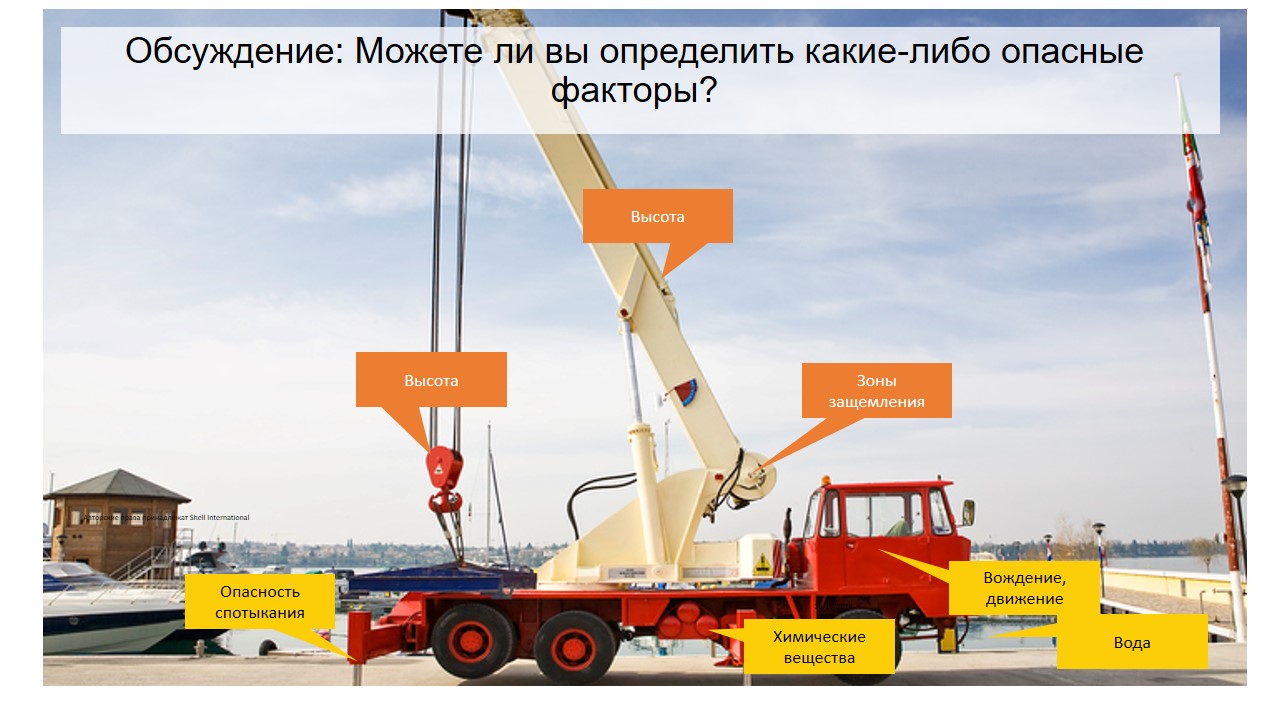 Обсуждение: Можете ли вы определить какие-либо опасные
факторы?
Высота
Высота
Зоны
защемления
Авторские права принадлежат Shell International
Опасность
спотыкания
Вождение,
движение
Химические
вещества
Вода